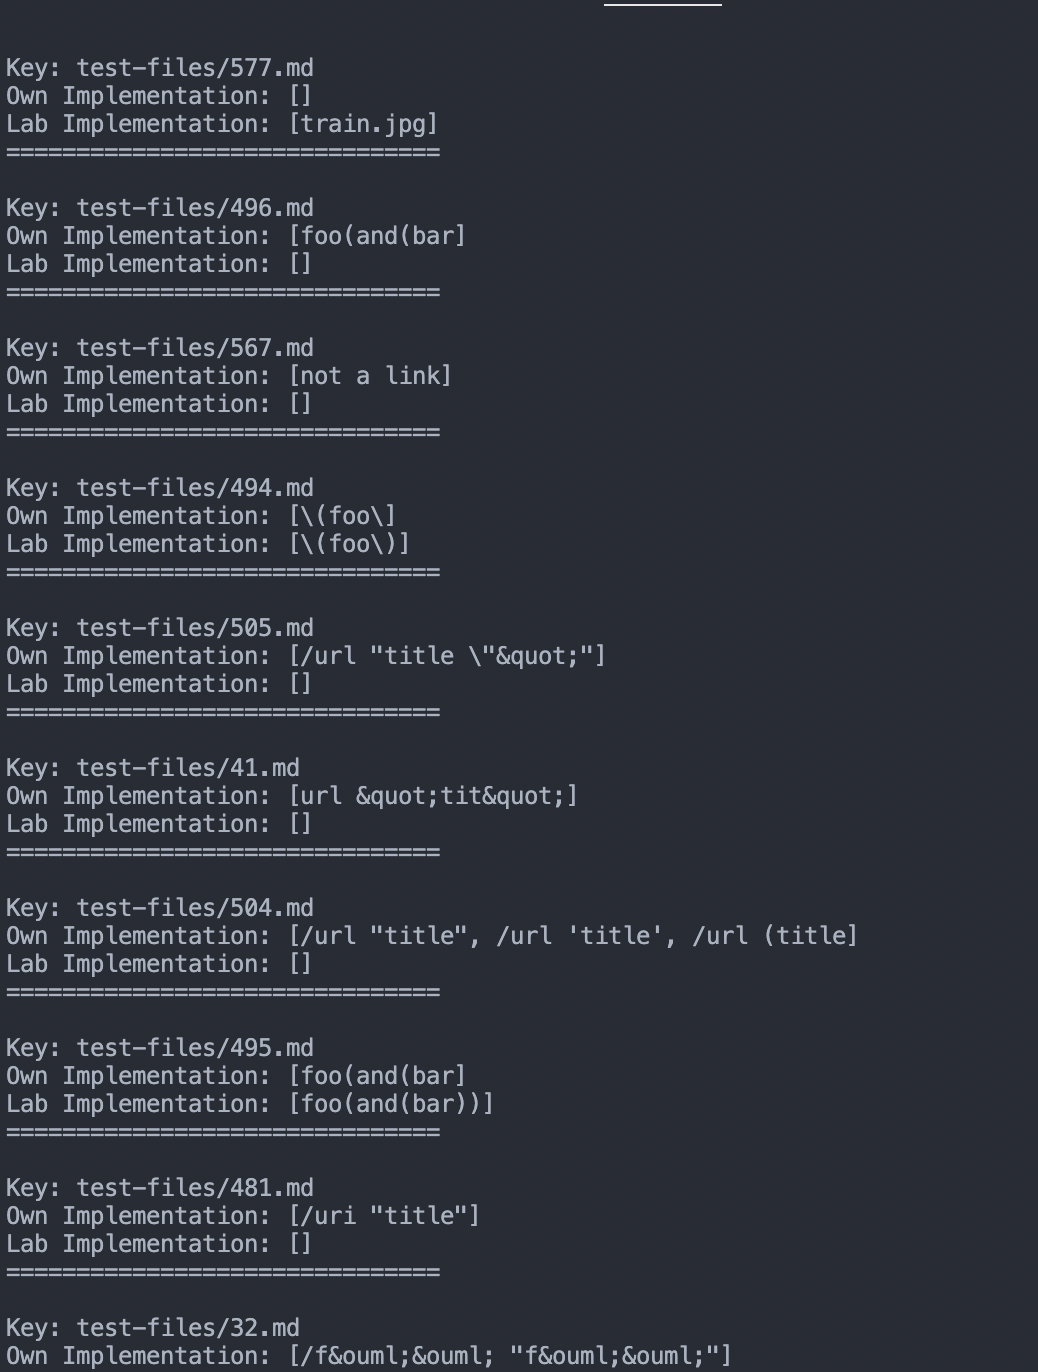 Key: test-files/577.md
Own Implementation: []
Lab Implementation: [train.jpg]
===============================
Key: test-files/496.md
Own Implementation: [foo(and(bar]
Lab Implementation: []
===============================
Key: test-files/567.md
Own Implementation: [not a link]
Lab Implementation: []
===============================
Key: test-files/494.md
Own Implementation: [\(foo\]
Lab Implementation: [\(foo\)]
===============================
Key: test-files/505.md
Own Implementation: [/url "title \"&quot;"]
Lab Implementation: []
===============================
Key: test-files/41.md
Own Implementation: [url &quot;tit&quot;]
Lab Implementation: []
===============================
Key: test-files/504.md
Own Implementation: [/url "title", /url 'title', /url (title]
Lab Implementation: []
===============================
Key: test-files/495.md
Own Implementation: [foo(and(bar]
Lab Implementation: [foo(and(bar))]
===============================
Key: test-files/481.md
Own Implementation: [/uri "title"]
Lab Implementation: []
===============================
Key: test-files/32.md
Own Implementation: [/f&ouml;&ouml; "f&ouml;&ouml;"]